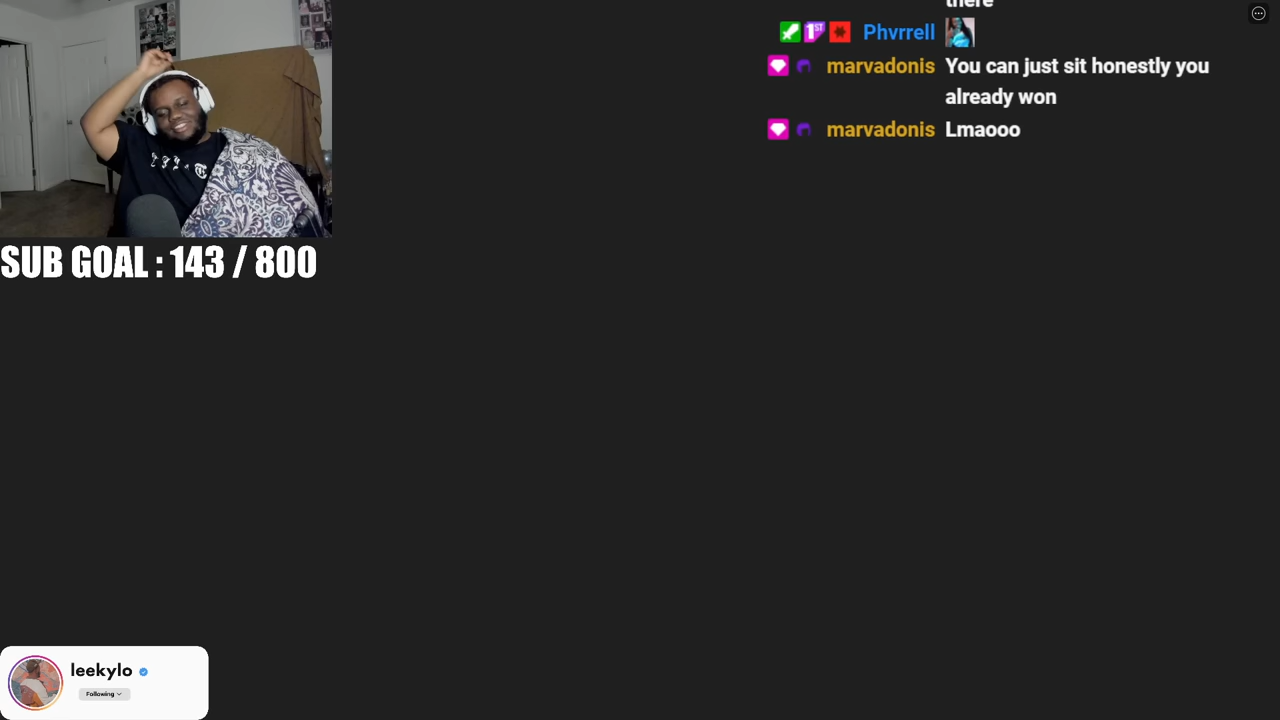 there
Phvrrell
marvadonis You can just sit honestly you
already won
marvadonis Lmaooo
SUB GOAL : 143 / 800
leekylo
Following